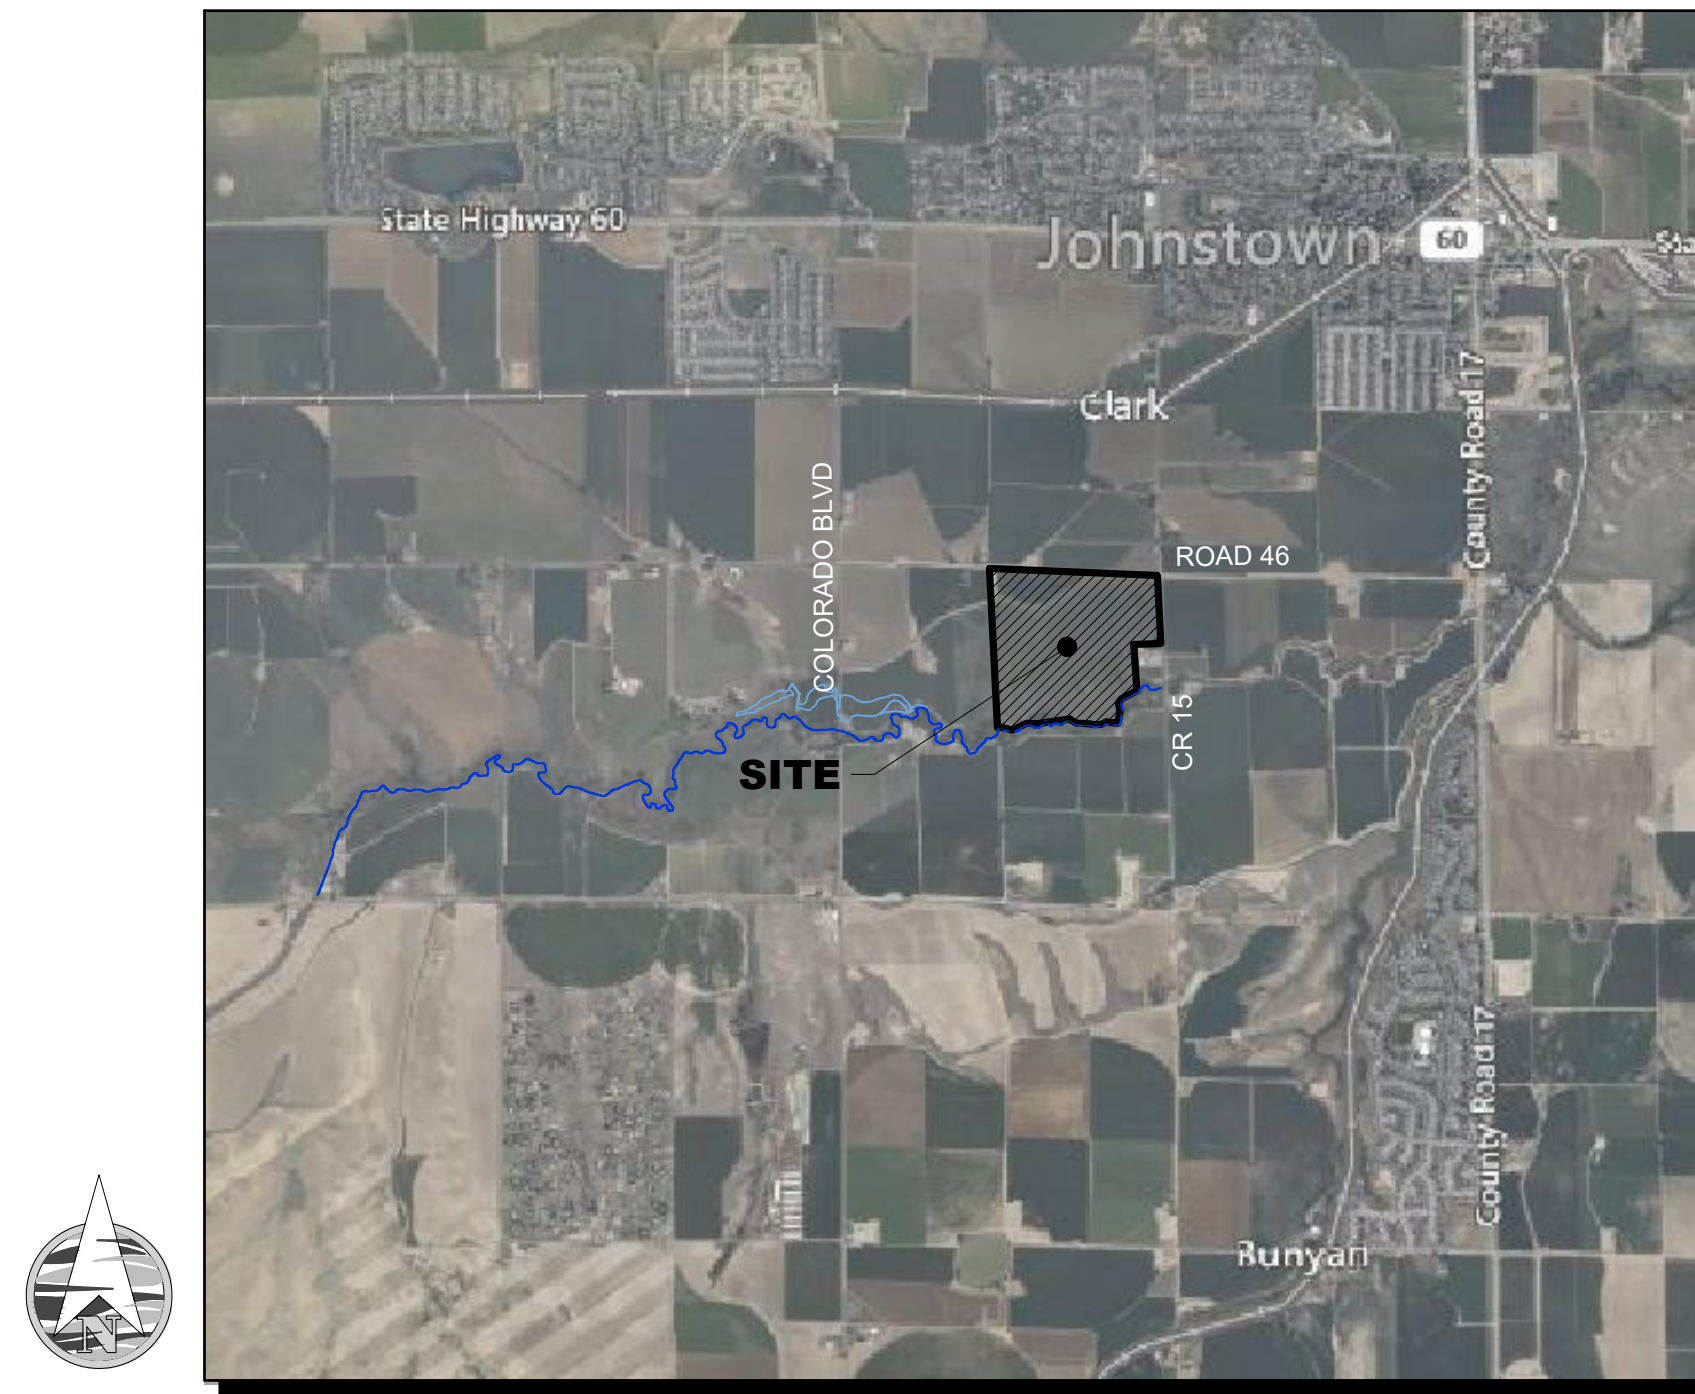 State Highway 60
Johnstown
60
Clark
County Road 17
COLORADO BLVD
ROAD 46
CR 15
SITE
County Road 17
Bunyan
N